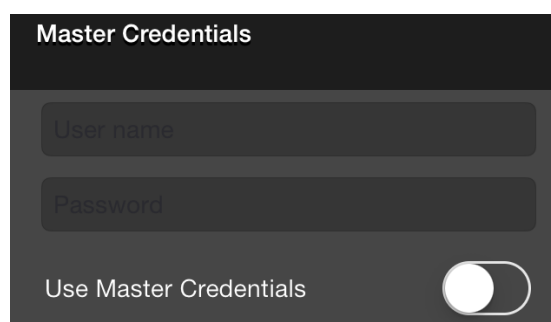 Master Credentials
User name
Password
Use Master Credentials